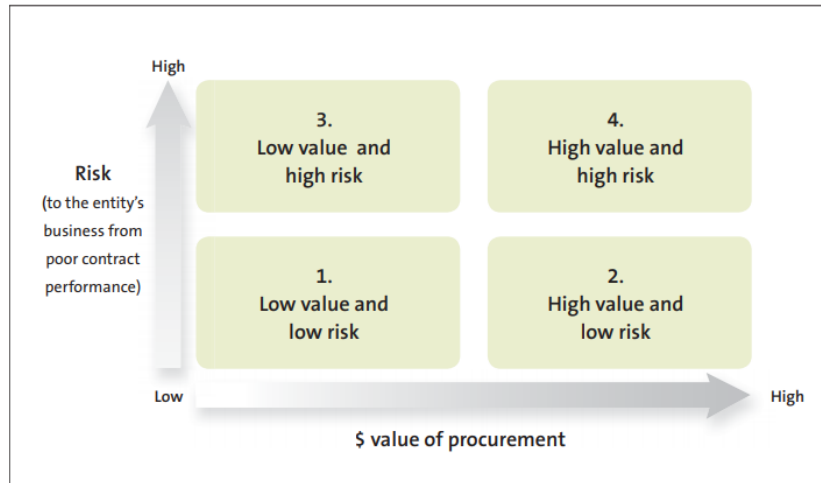 High
3.
Low value and
high risk
4.
High value and
high risk
Risk
(to the entity’s
business from
poor contract
performance)
1.
Low value and
low risk
2.
High value and
low risk
Low
High
$ value of procurement